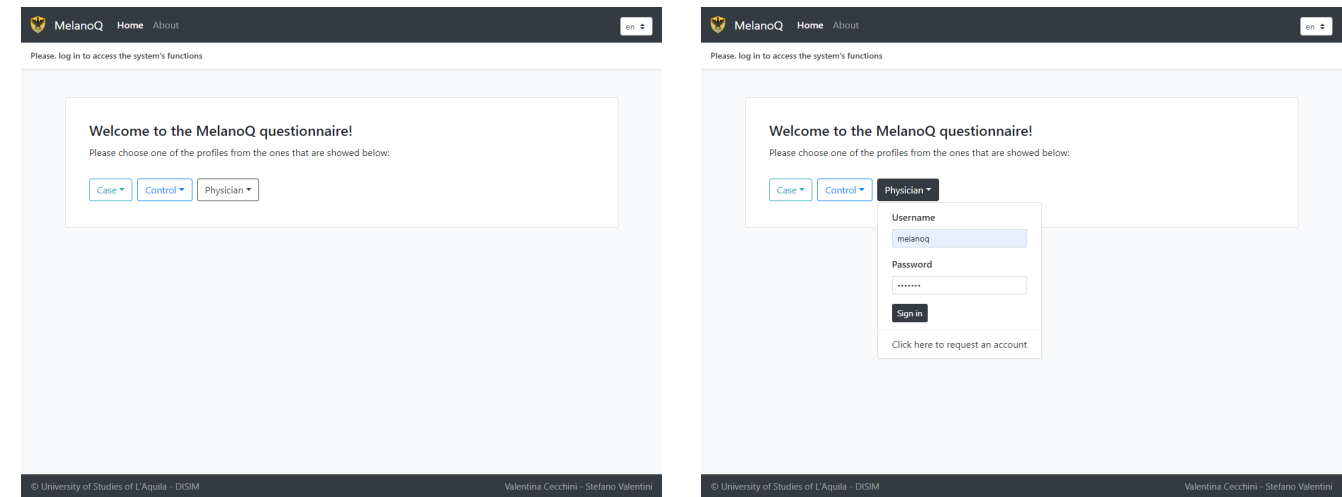 MelanoQ Home About en
Please, log in to access the system's functions
Welcome to the MelanoQ questionnaire!
Please choose one of the profiles from the ones that are showed below:
Case Control Physician
© University of Studies of L'Aquila - DISIM Valentina Cecchini - Stefano Valentini
MelanoQ Home About en
Please, log in to access the system's functions
Welcome to the MelanoQ questionnaire!
Please choose one of the profiles from the ones that are showed below:
Case Control Physician
Username
melanoq
Password
•••••••
Sign in
Click here to request an account
© University of Studies of L'Aquila - DISIM Valentina Cecchini - Stefano Valentini